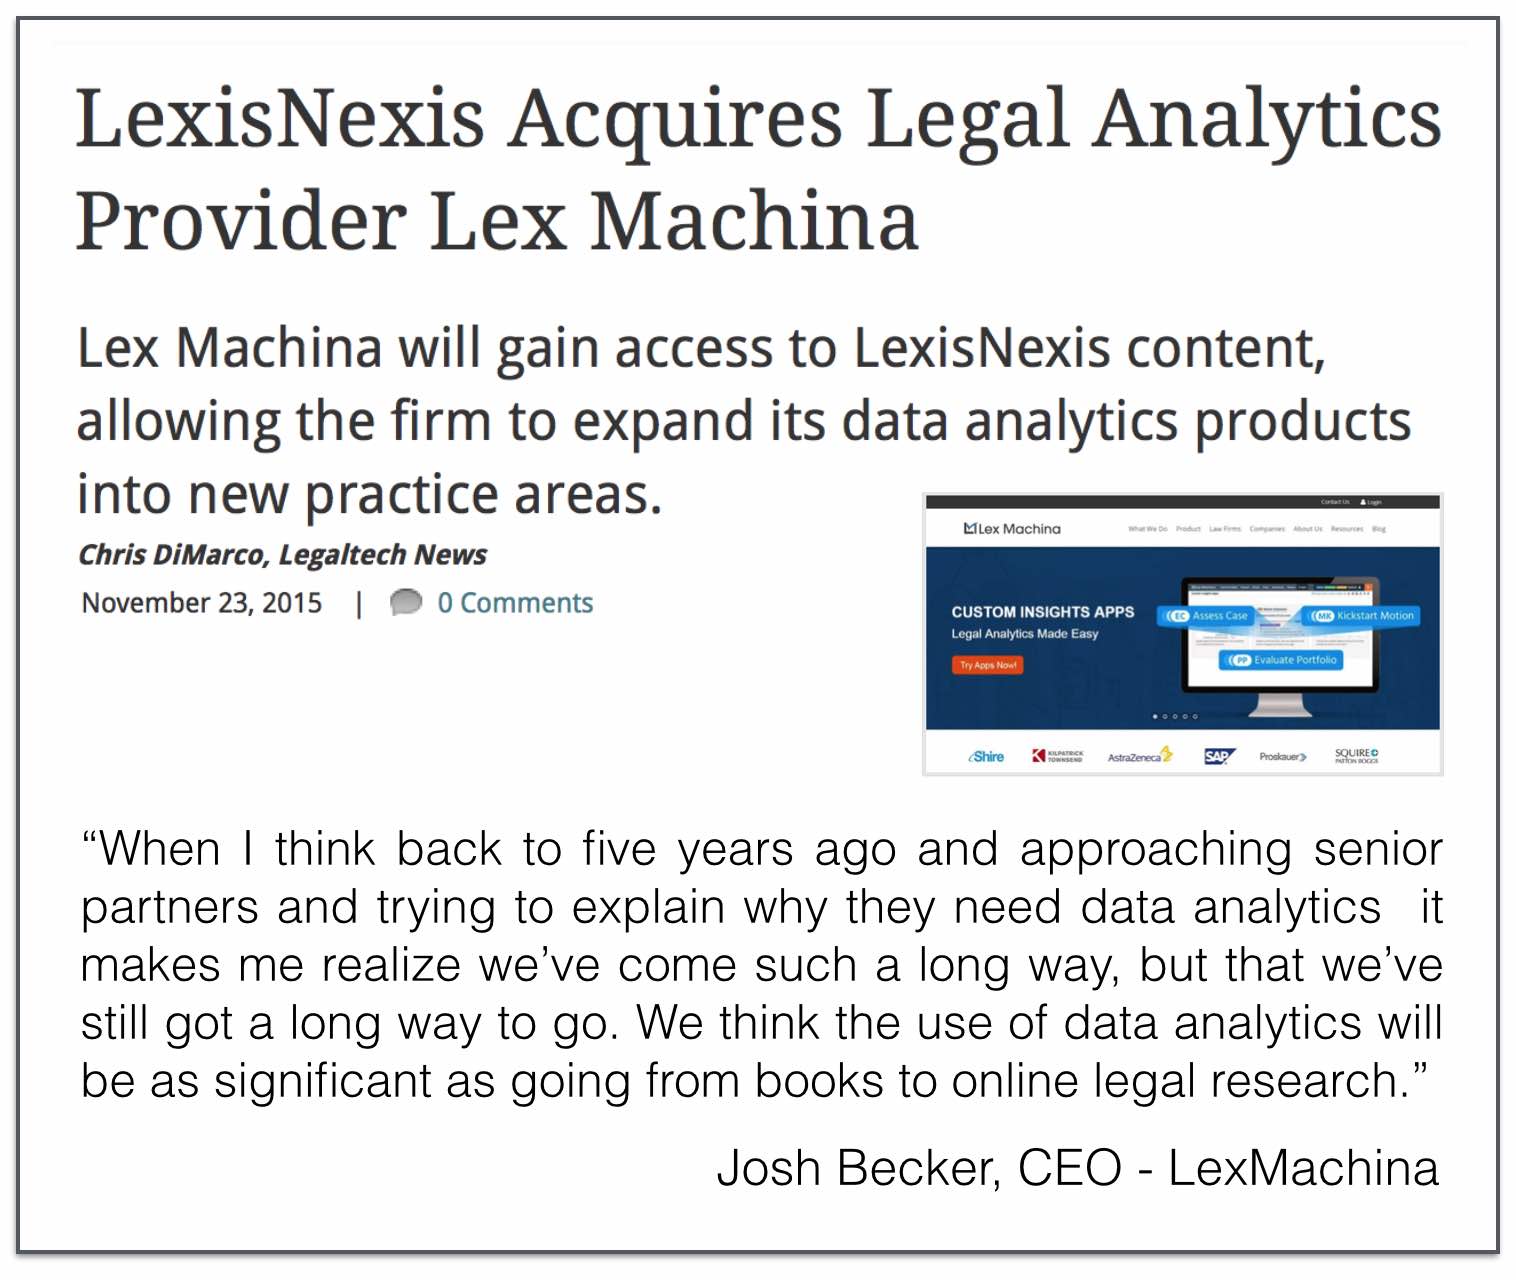 LexisNexis Acquires Legal Analytics
Provider Lex Machina
Lex Machina will gain access to LexisNexis content,
allowing the firm to expand its data analytics products
into new practice areas.
Chris DiMarco, Legaltech News
November 23, 2015 | 0 Comments
Contact Us Login
Lex Machina What We Do Product Law Firms Companies About Us Resources Blog
CUSTOM INSIGHTS APPS
Legal Analytics Made Easy
Try Apps Now!
EC Assess Case
MK Kickstart Motion
PP Evaluate Portfolio
Shire
KILPATRICK
TOWNSEND
AstraZeneca
SAP
Proskauer
SQUIRE
PATTON BOGGS
“When I think back to five years ago and approaching senior
partners and trying to explain why they need data analytics it
makes me realize we’ve come such a long way, but that we’ve
still got a long way to go. We think the use of data analytics will
be as significant as going from books to online legal research.”
Josh Becker, CEO - LexMachina